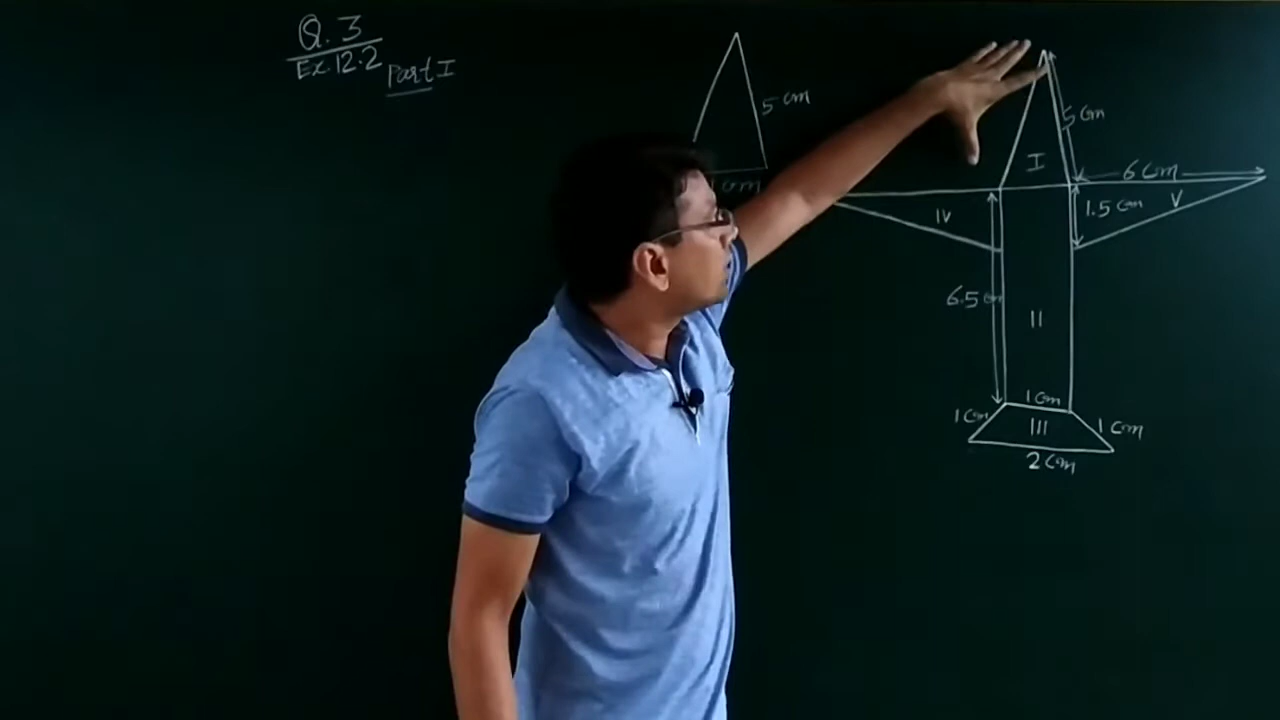 Q. 3
Ex. 12.2
Part I
5 cm
cm
5 cm
I
6 cm
IV
1.5 cm
V
6.5 cm
II
1 cm
1 cm
III
1 cm
2 cm